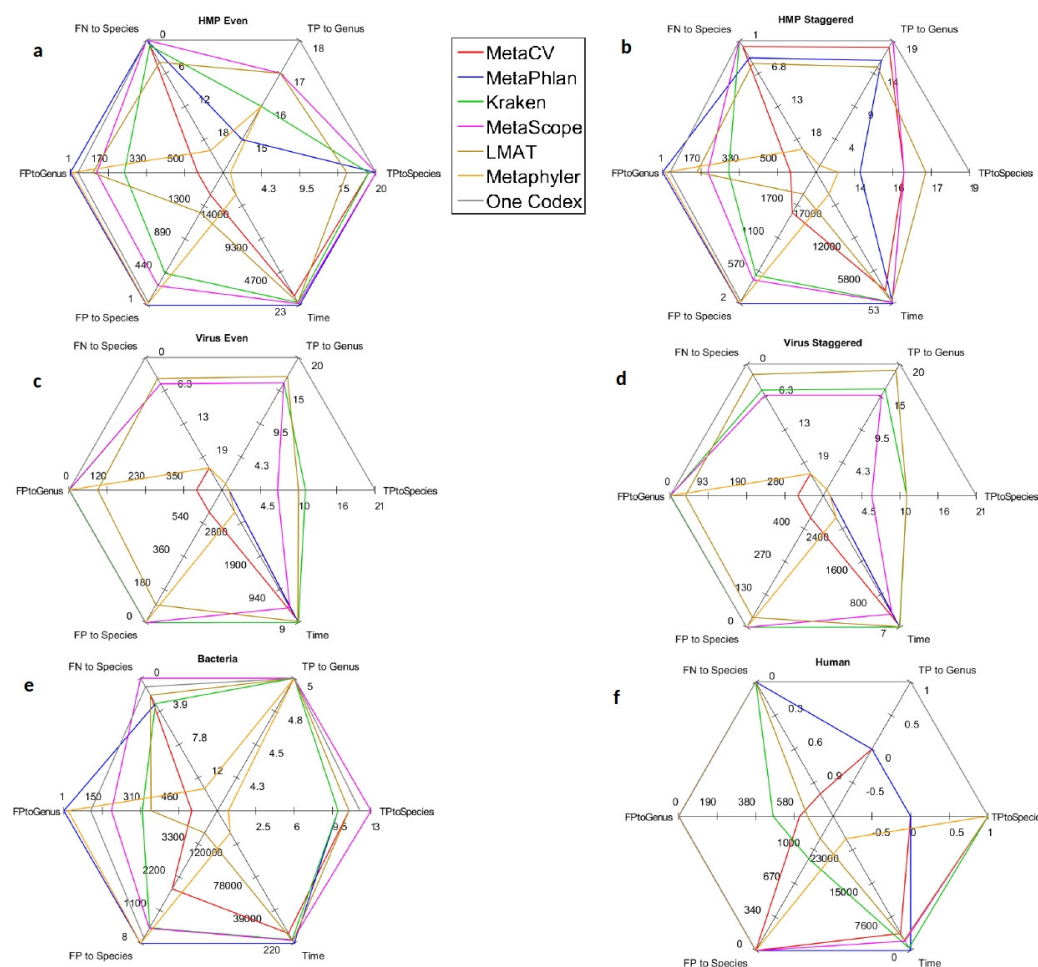 HMP Even
HMP Staggered
a
FN to Species
0
TP to Genus
18
6
17
12
16
18
15
1
170
330
500
FPtoGenus
4.3
9.5
15
20
TPtoSpecies
1300
14000
890
9300
440
4700
1
23
FP to Species
Time
MetaCV
MetaPhlan
Kraken
MetaScope
LMAT
Metaphyler
One Codex
b
FN to Species
1
TP to Genus
19
6.8
14
13
9
18
4
1
170
330
500
FPtoGenus
14
16
17
19
TPtoSpecies
1700
17000
1100
12000
570
5800
2
53
FP to Species
Time
Virus Even
Virus Staggered
c
FN to Species
0
TP to Genus
20
6.3
15
13
9.5
19
4.3
0
120
230
350
FPtoGenus
4.5
10
16
21
TPtoSpecies
540
2800
360
1900
180
940
0
9
FP to Species
Time
d
FN to Species
0
TP to Genus
20
6.3
15
13
9.5
19
4.3
0
93
190
280
FPtoGenus
4.5
10
16
21
TPtoSpecies
400
2400
270
1600
130
800
0
7
FP to Species
Time
Bacteria
Human
e
FN to Species
0
TP to Genus
5
3.9
4.8
7.8
4.5
12
4.3
1
150
310
460
FPtoGenus
2.5
6
9.5
13
TPtoSpecies
3300
120000
2200
78000
1100
39000
8
220
FP to Species
Time
f
FN to Species
0
TP to Genus
1
0.3
0.5
0.6
0
0.9
-0.5
0
190
380
580
FPtoGenus
-0.5
0
0.5
1
TPtoSpecies
1000
23000
670
15000
340
7600
0
0
FP to Species
Time